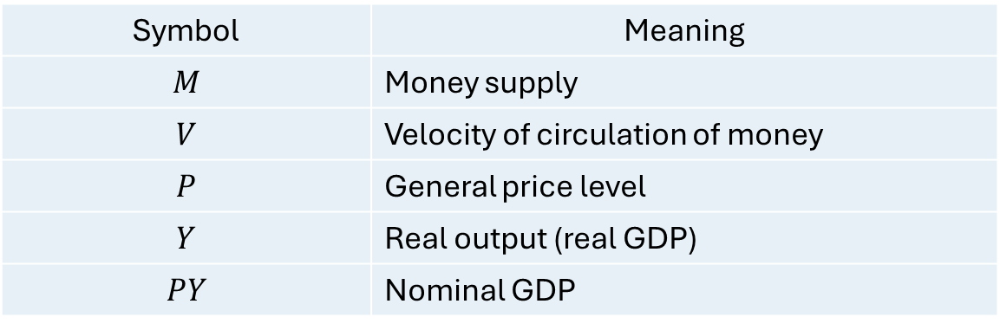 Symbol Meaning
M Money supply
V Velocity of circulation of money
P General price level
Y Real output (real GDP)
PY Nominal GDP